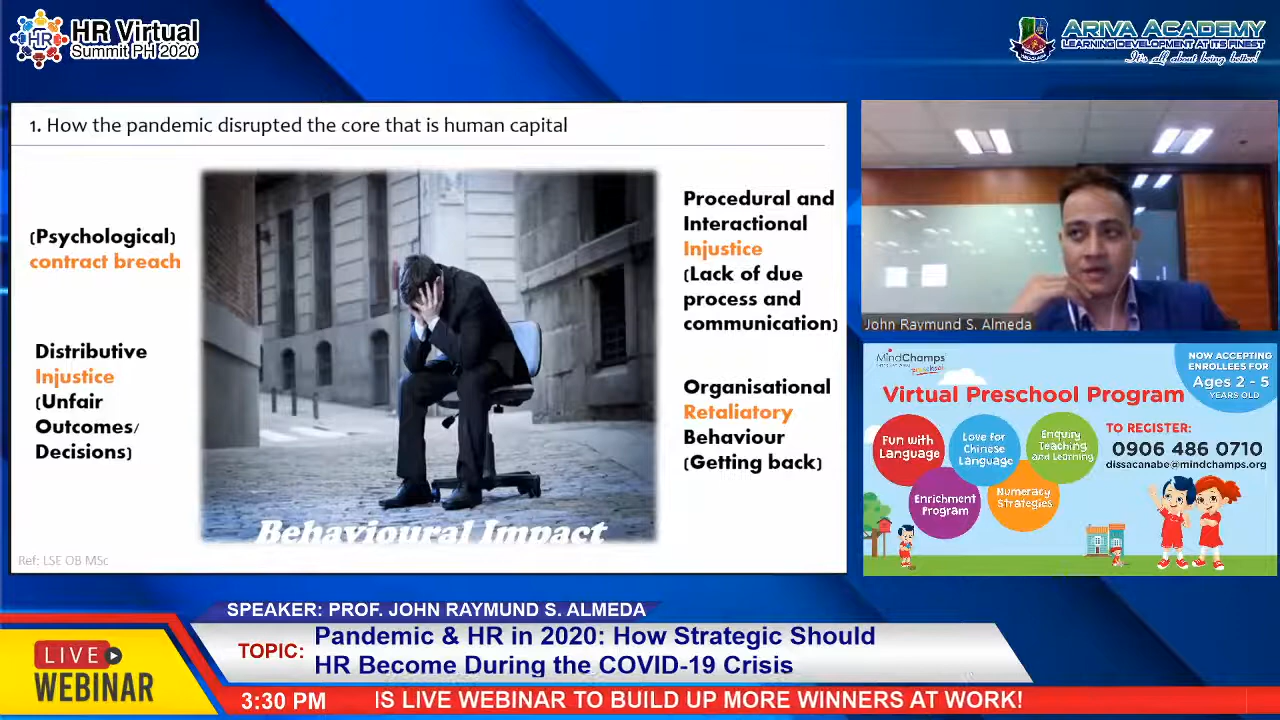 HR
HR Virtual
Summit PH 2020
ARIVA ACADEMY
LEARNING DEVELOPMENT AT ITS FINEST
It's all about being better!
1. How the pandemic disrupted the core that is human capital
(Psychological)
contract breach
Distributive
Injustice
(Unfair
Outcomes/
Decisions)
Behavioural Impact
Procedural and
Interactional
Injustice
(Lack of due
process and
communication)
Organisational
Retaliatory
Behaviour
(Getting back)
Ref: LSE OB MSc
John Raymund S. Almeda
MindChamps
NOW ACCEPTING
ENROLLEES FOR
Ages 2 - 5
YEARS OLD
Virtual Preschool Program
Fun with
Language
Love for
Chinese
Language
Enquiry
Teaching
and Learning
Enrichment
Program
Numeracy
Strategies
TO REGISTER:
0906 486 0710
dissacanabe@mindchamps.org
SPEAKER: PROF. JOHN RAYMUND S. ALMEDA
TOPIC:
Pandemic & HR in 2020: How Strategic Should
HR Become During the COVID-19 Crisis
LIVE
WEBINAR
3:30 PM
IS LIVE WEBINAR TO BUILD UP MORE WINNERS AT WORK!